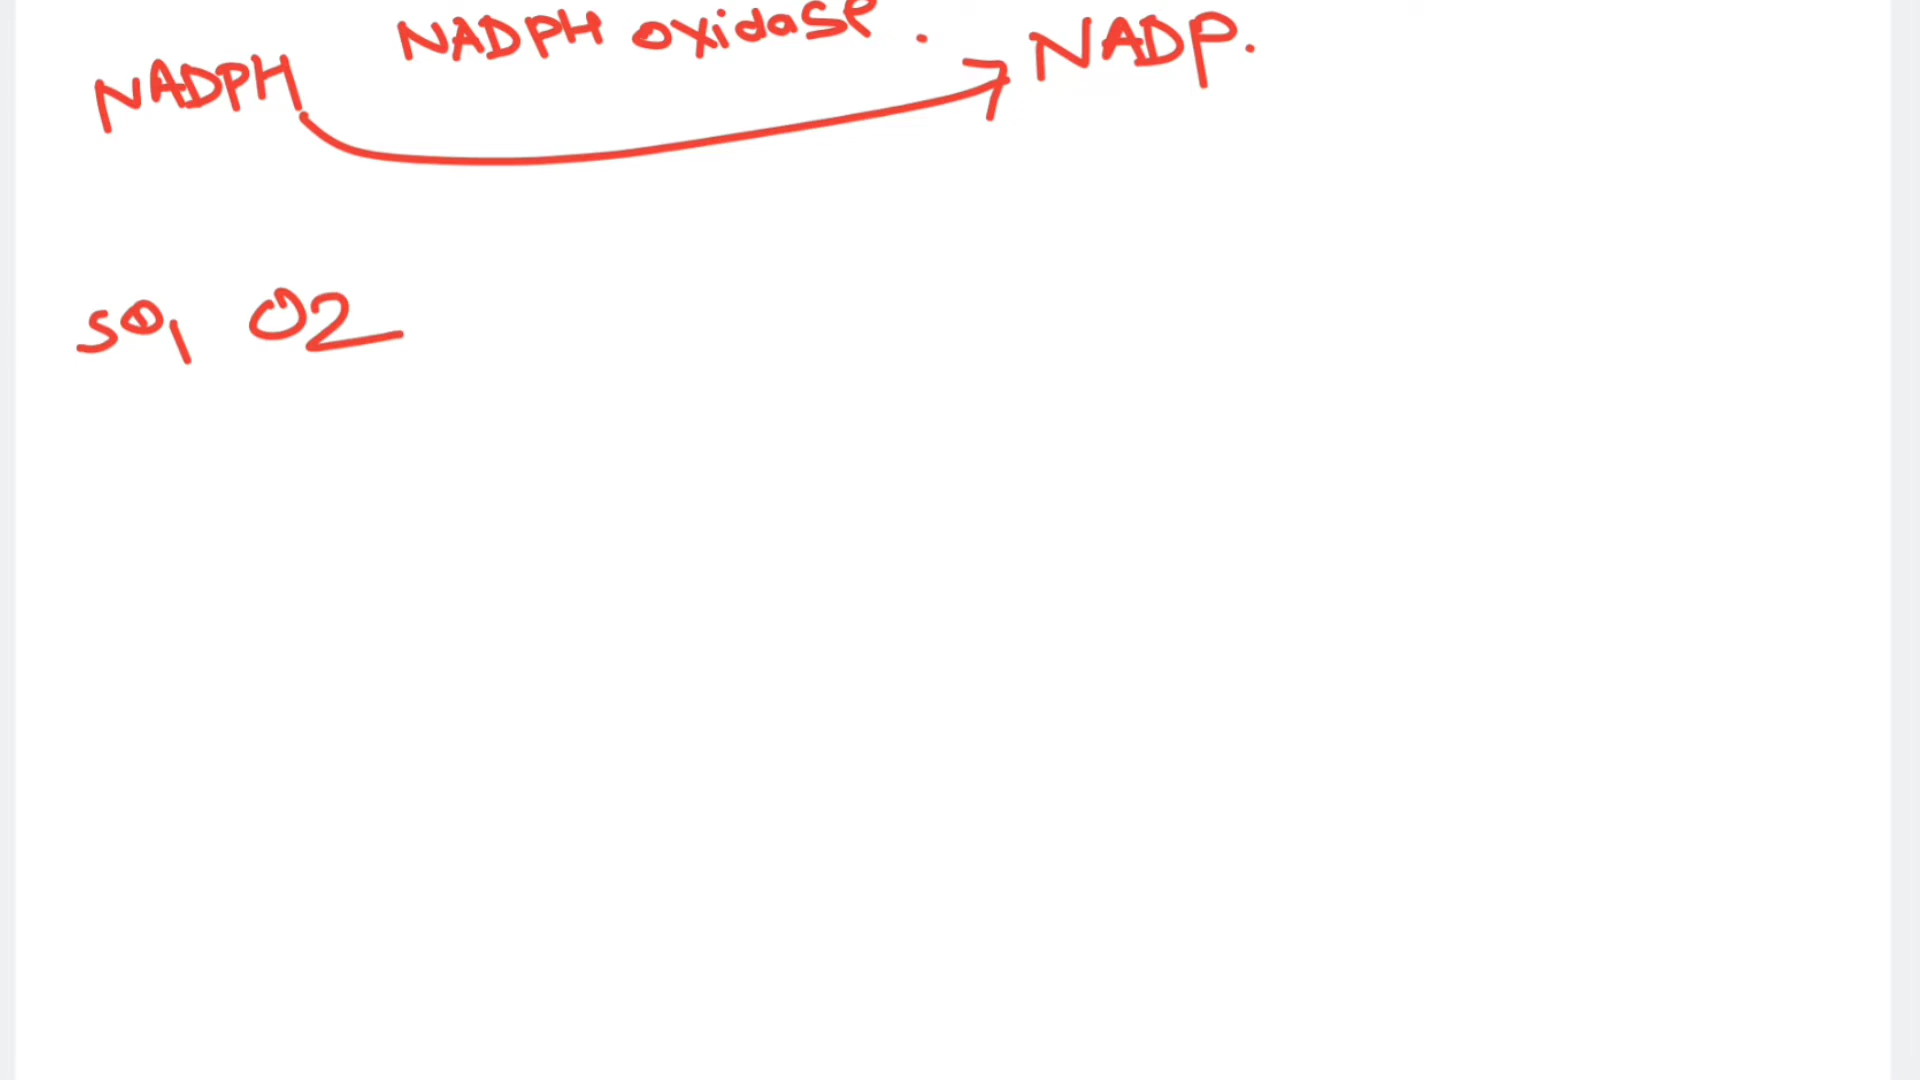 NADPH oxidase . NADP.
NADPH
so, O2